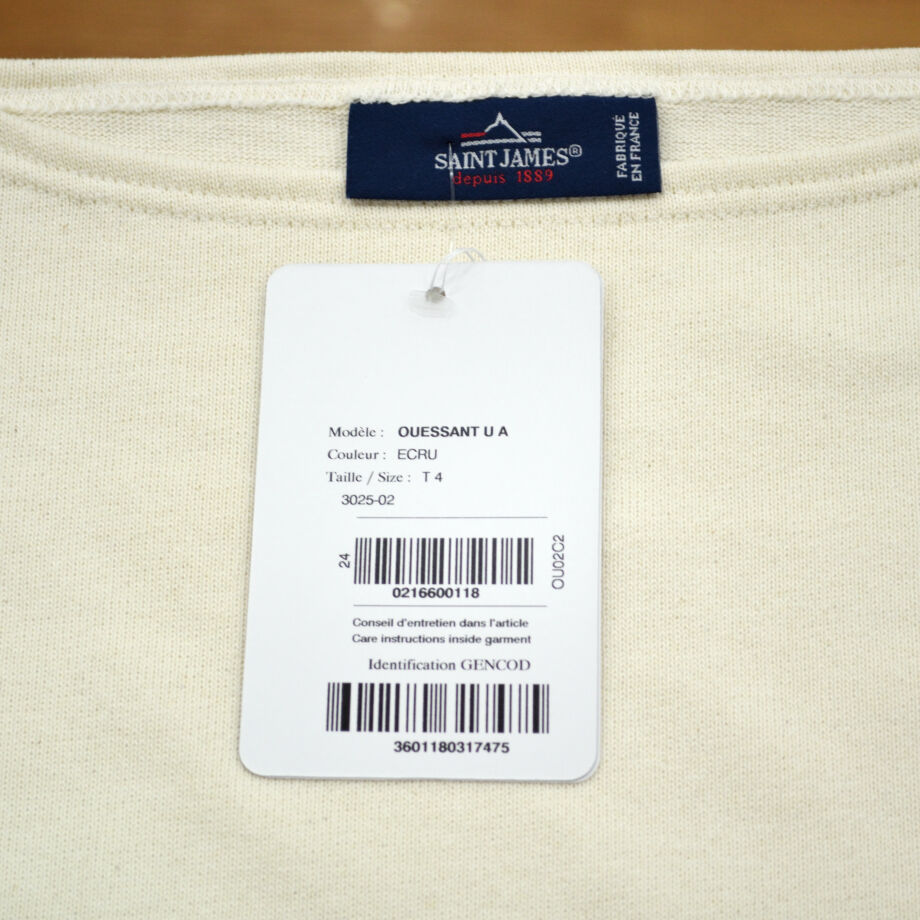 SAINT JAMES®
depuis 1889
FABRIQUÉ
EN FRANCE
Modèle : OUESSANT U A
Couleur : ECRU
Taille / Size : T 4
3025-02
24
OU02C2
0216600118
Conseil d'entretien dans l'article
Care instructions inside garment
Identification GENCOD
3601180317475